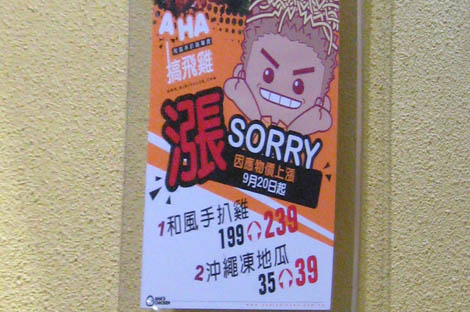 AHA
搞飛雞
漲
SORRY
因應物價上漲
9月20日起
1和風手扒雞
199 239
2沖繩凍地瓜
35 39